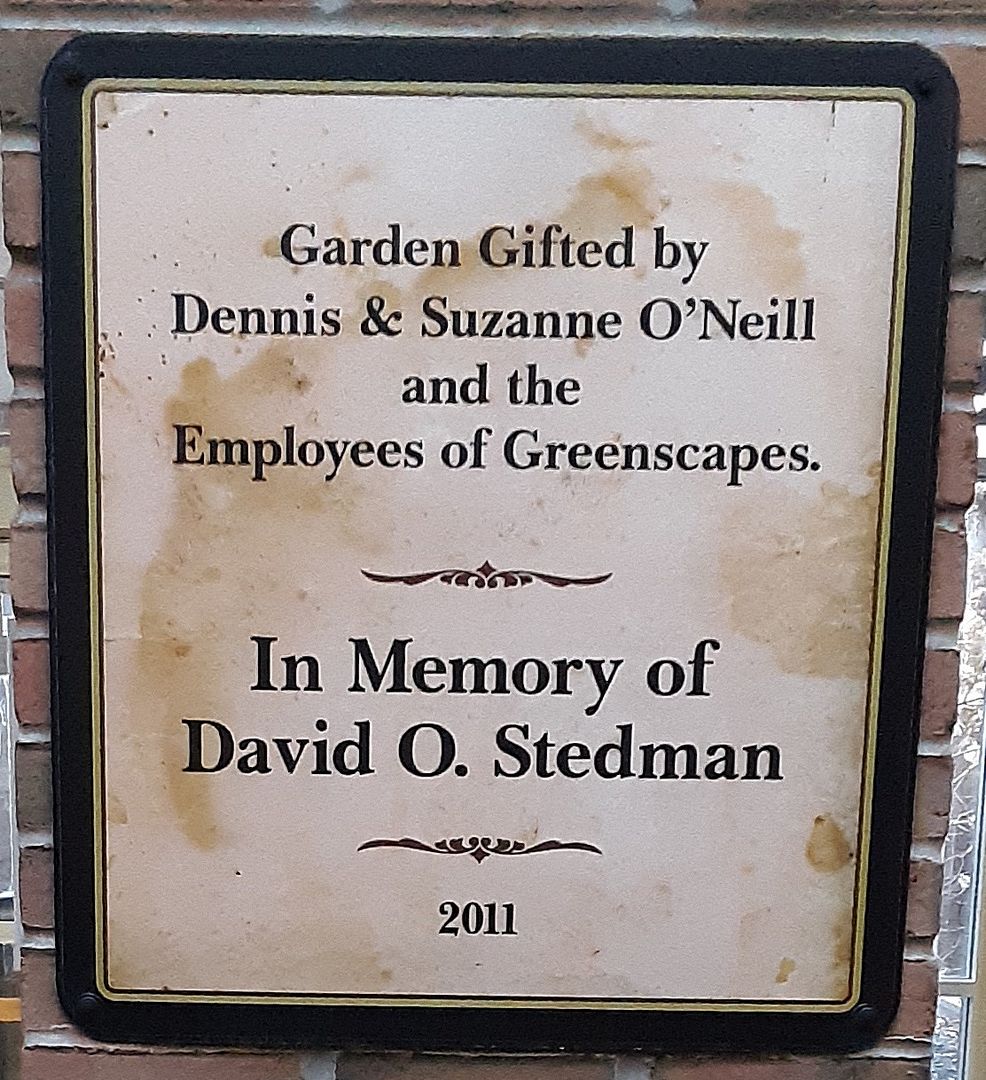 Garden Gifted by
Dennis & Suzanne O'Neill
and the
Employees of Greenscapes.
In Memory of
David O. Stedman
2011